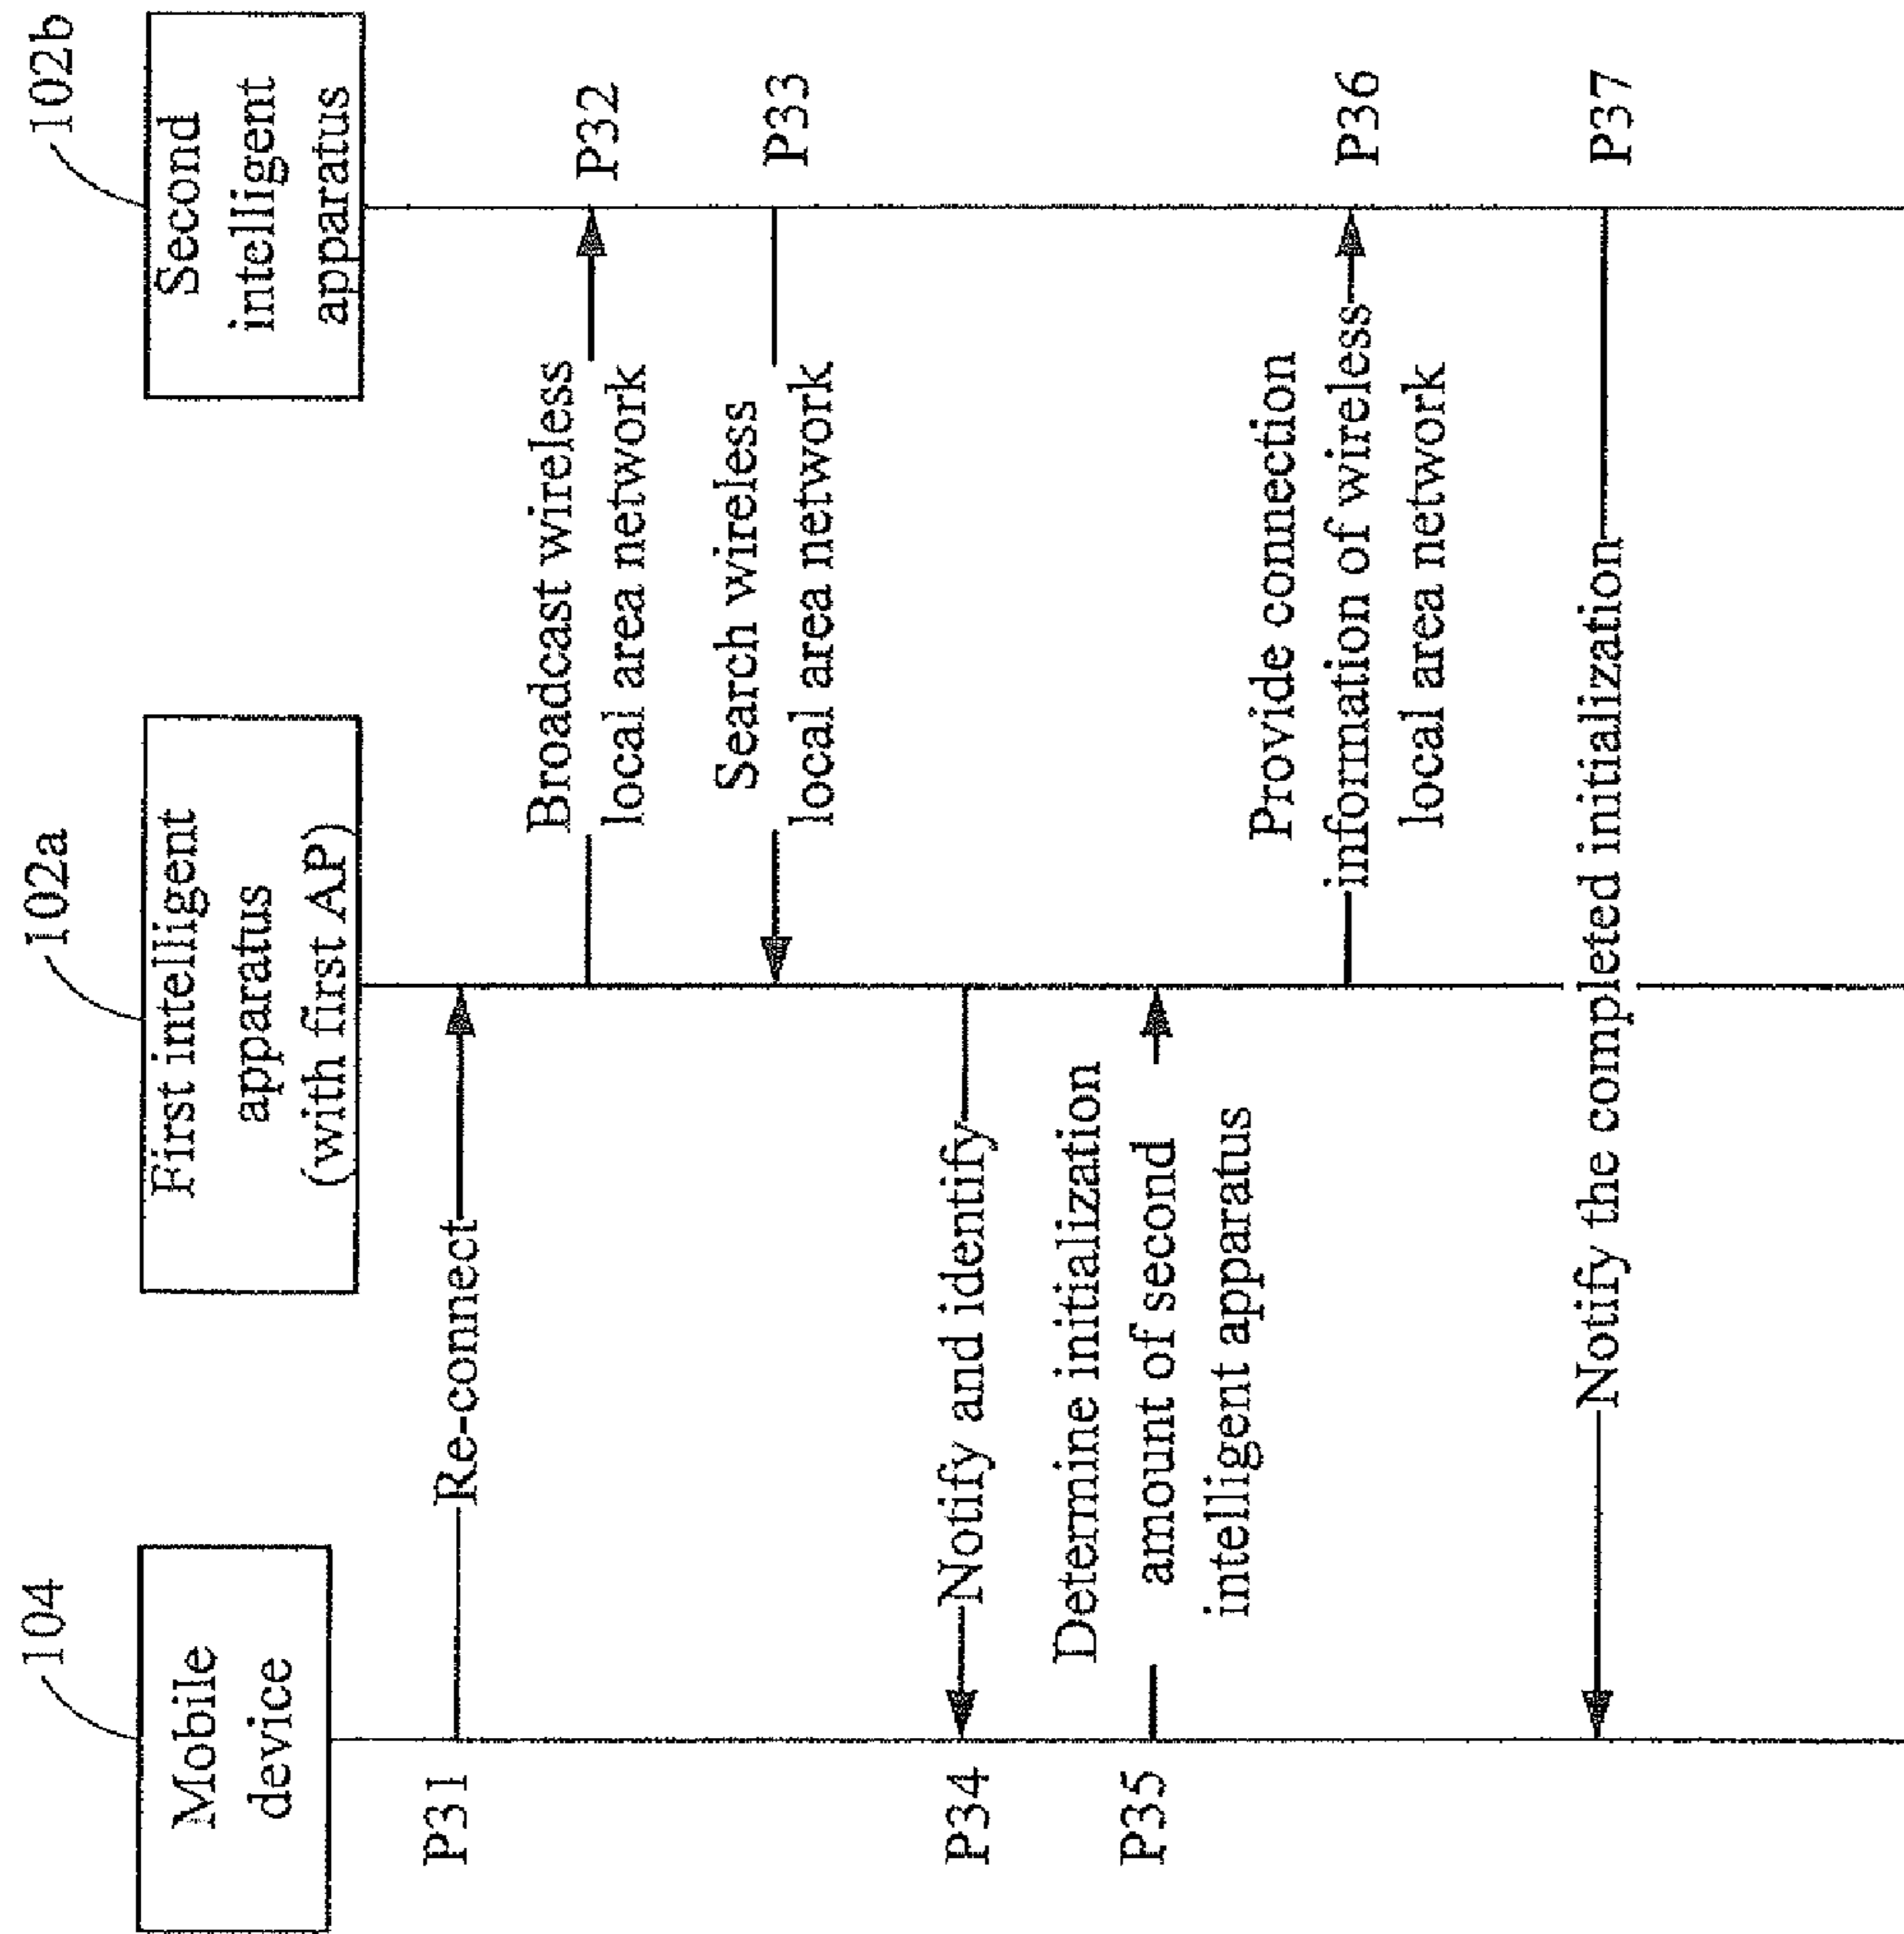 104
Mobile
device
102a
First intelligent
apparatus
(with first AP)
102b
Second
intelligent
apparatus
P31
Re-connect
Broadcast wireless
local area network
P32
Search wireless
local area network
P33
P34
Notify and identify
P35
Determine initialization
amount of second
intelligent apparatus
Provide connection
information of wireless
local area network
P36
Notify the completed initialization
P37